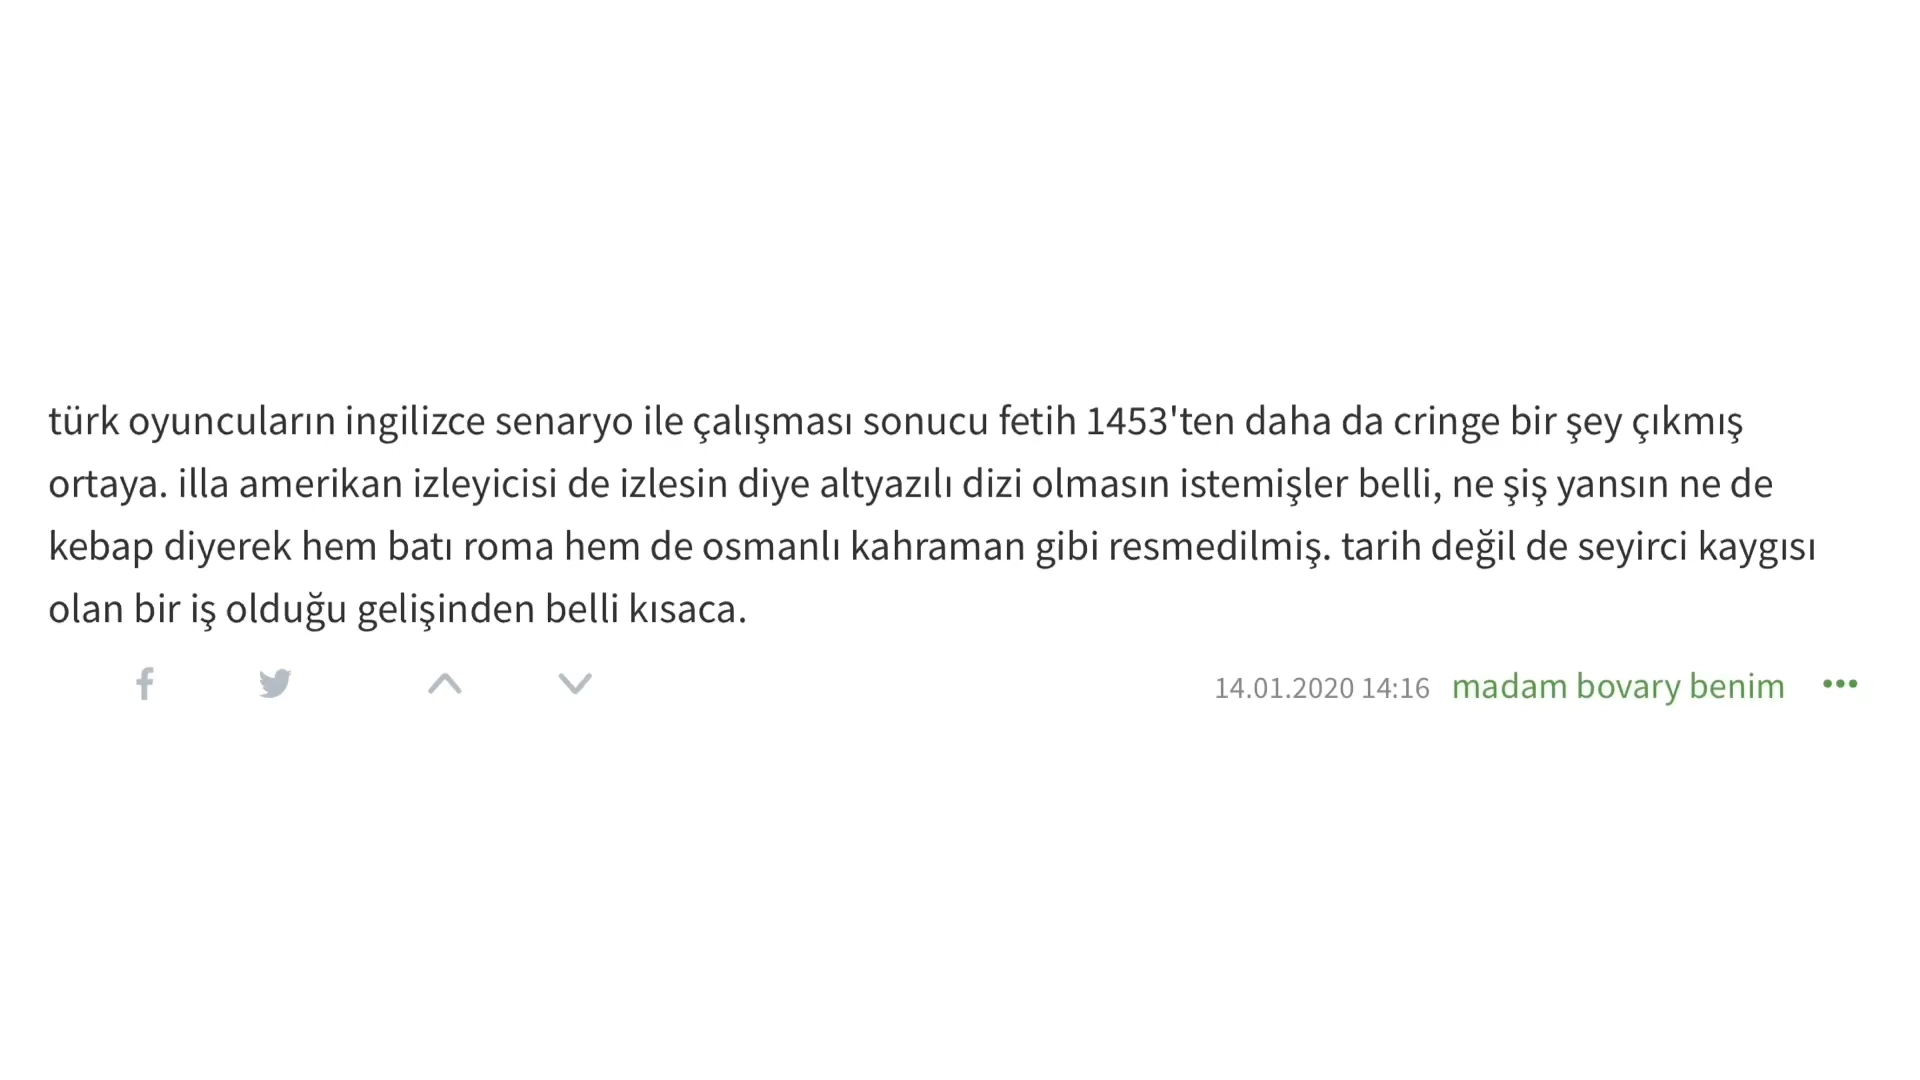 türk oyuncuların ingilizce senaryo ile çalışması sonucu fetih 1453'ten daha da cringe bir şey çıkmış
ortaya. illa amerikan izleyicisi de izlesin diye altyazılı dizi olmasın istemişler belli, ne şiş yansın ne de
kebap diyerek hem batı roma hem de osmanlı kahraman gibi resmedilmiş. tarih değil de seyirci kaygısı
olan bir iş olduğu gelişinden belli kısaca.
14.01.2020 14:16 madam bovary benim